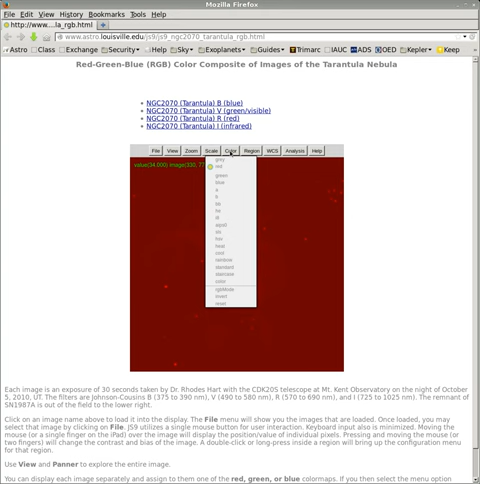 Mozilla Firefox
File Edit View History Bookmarks Tools Help
http://www....la_rgb.html
www.astro.louisville.edu/js9/js9_ngc2070_tarantula_rgb.html
Astro Class Exchange Security Help Sky Exoplanets Guides Trimarc IAUC ADS OED Kepler Keep
Red-Green-Blue (RGB) Color Composite of Images of the Tarantula Nebula
NGC2070 (Tarantula) B (blue)
NGC2070 (Tarantula) V (green/visible)
NGC2070 (Tarantula) R (red)
NGC2070 (Tarantula) I (infrared)
File View Zoom Scale Color Region WCS Analysis Help
grey
red
green
blue
a
b
bb
he
i8
aips0
sls
hsv
heat
cool
rainbow
standard
staircase
color
rgbMode
invert
reset
Each image is an exposure of 30 seconds taken by Dr. Rhodes Hart with the CDK20S telescope at Mt. Kent Observatory on the night of October
5, 2010, UT. The filters are Johnson-Cousins B (375 to 390 nm), V (490 to 580 nm), R (570 to 690 nm), and I (725 to 1025 nm). The remnant of
SN1987A is out of the field to the lower right.
Click on an image name above to load it into the display. The File menu will show you the images that are loaded. Once loaded, you may
select that image by clicking on File. JS9 utilizes a single mouse button for user interaction. Keyboard input also is minimized. Moving the
mouse (or a single finger on the iPad) over the image will display the position/value of individual pixels. Pressing and moving the mouse (or
two fingers) will change the contrast and bias of the image. A double-click or long-press inside a region will bring up the configuration menu
for that region.
Use View and Panner to explore the entire image.
You can display each image separately and assign to them one of the red, green, or blue colormaps. If you then select the menu option